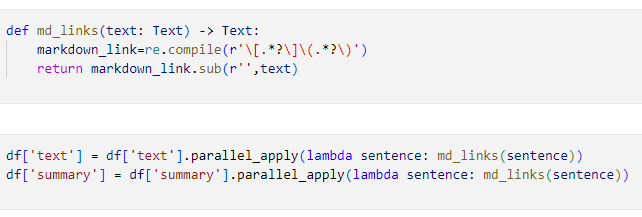 def md_links(text: Text) -> Text:
    markdown_link=re.compile(r'\[.*?\]\(.*?\)')
    return markdown_link.sub(r'',text)
df['text'] = df['text'].parallel_apply(lambda sentence: md_links(sentence))
df['summary'] = df['summary'].parallel_apply(lambda sentence: md_links(sentence))